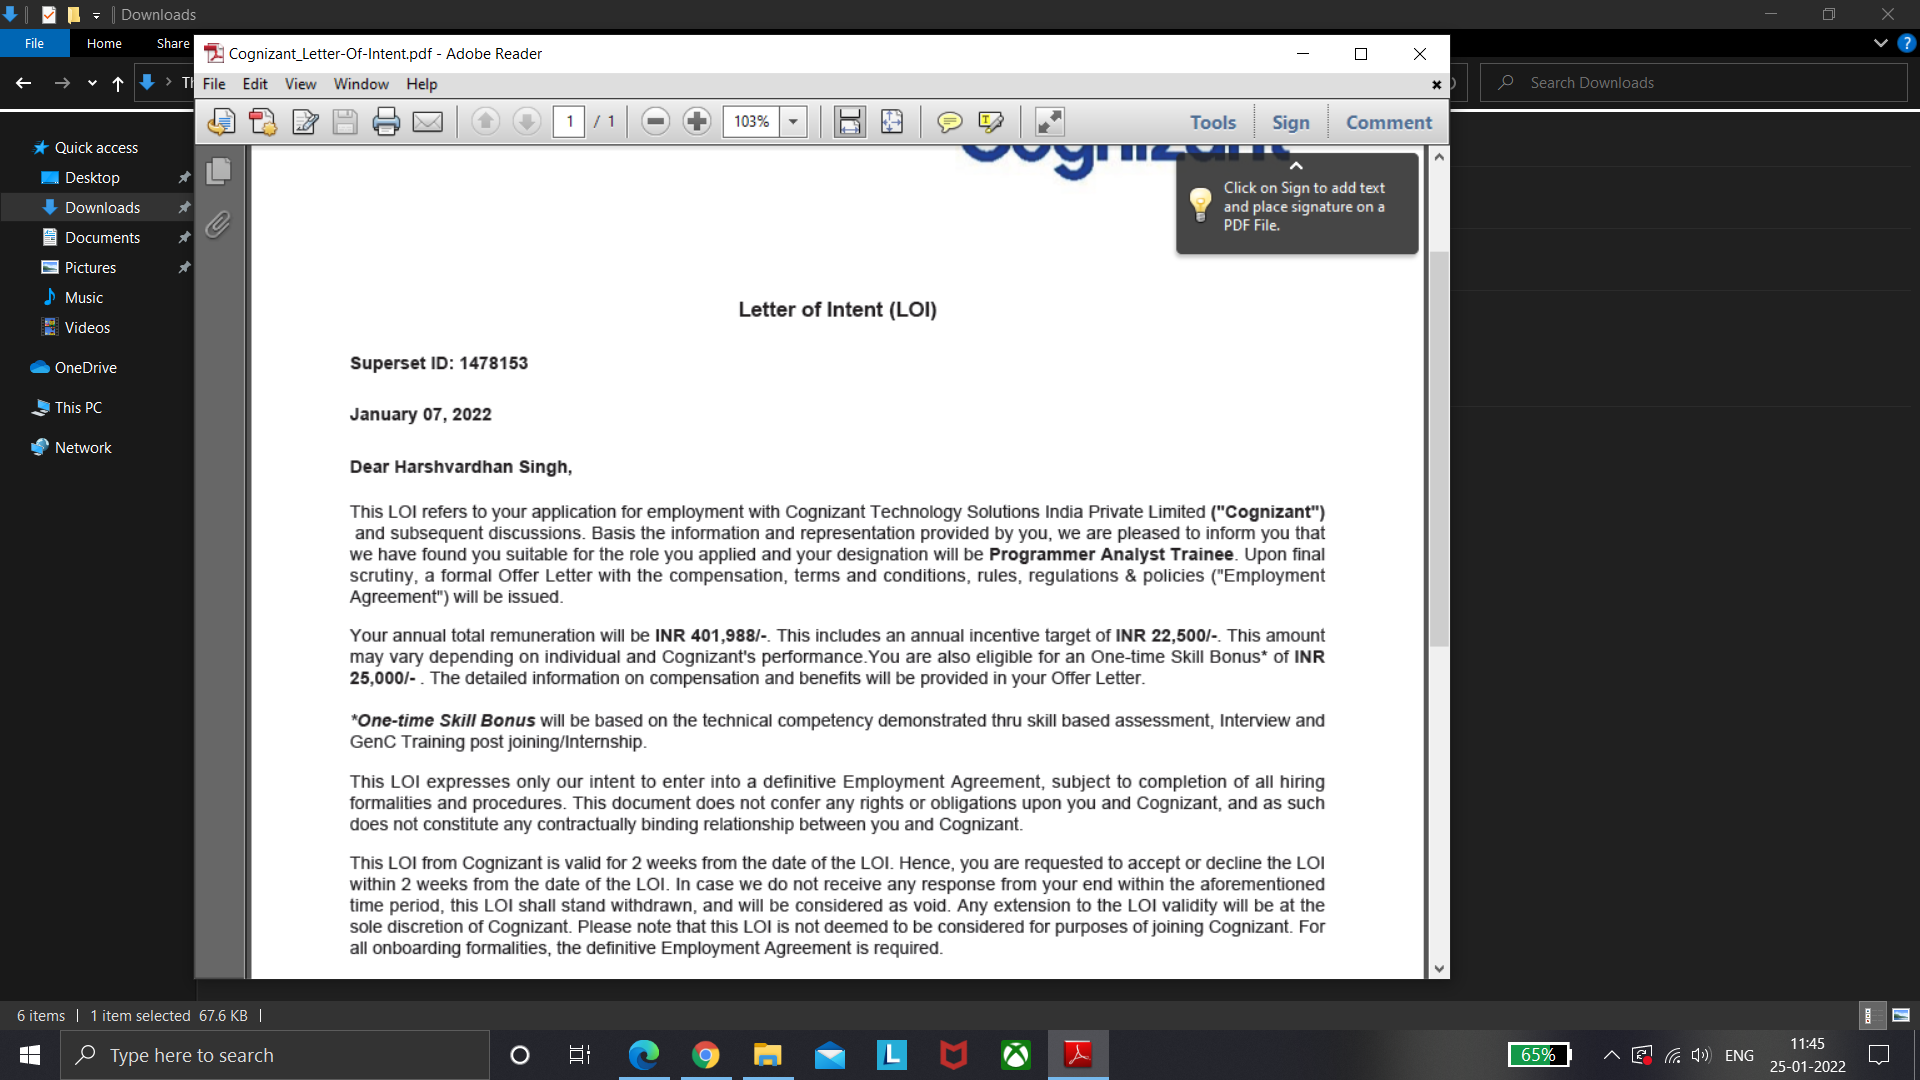 Downloads
File Home Share
Cognizant_Letter-Of-Intent.pdf - Adobe Reader
File Edit View Window Help
Search Downloads
1 / 1 103% Tools Sign Comment
Quick access
Desktop
Downloads
Documents
Pictures
Music
Videos
OneDrive
This PC
Network
Cognizant
Click on Sign to add text
and place signature on a
PDF File.
Letter of Intent (LOI)
Superset ID: 1478153
January 07, 2022
Dear Harshvardhan Singh,
This LOI refers to your application for employment with Cognizant Technology Solutions India Private Limited ("Cognizant")
and subsequent discussions. Basis the information and representation provided by you, we are pleased to inform you that
we have found you suitable for the role you applied and your designation will be Programmer Analyst Trainee. Upon final
scrutiny, a formal Offer Letter with the compensation, terms and conditions, rules, regulations & policies ("Employment
Agreement") will be issued.
Your annual total remuneration will be INR 401,988/-. This includes an annual incentive target of INR 22,500/-. This amount
may vary depending on individual and Cognizant's performance.You are also eligible for an One-time Skill Bonus* of INR
25,000/- . The detailed information on compensation and benefits will be provided in your Offer Letter.
*One-time Skill Bonus will be based on the technical competency demonstrated thru skill based assessment, Interview and
GenC Training post joining/Internship.
This LOI expresses only our intent to enter into a definitive Employment Agreement, subject to completion of all hiring
formalities and procedures. This document does not confer any rights or obligations upon you and Cognizant, and as such
does not constitute any contractually binding relationship between you and Cognizant.
This LOI from Cognizant is valid for 2 weeks from the date of the LOI. Hence, you are requested to accept or decline the LOI
within 2 weeks from the date of the LOI. In case we do not receive any response from your end within the aforementioned
time period, this LOI shall stand withdrawn, and will be considered as void. Any extension to the LOI validity will be at the
sole discretion of Cognizant. Please note that this LOI is not deemed to be considered for purposes of joining Cognizant. For
all onboarding formalities, the definitive Employment Agreement is required.
6 items 1 item selected 67.6 KB
Type here to search
65%
ENG
11:45
25-01-2022